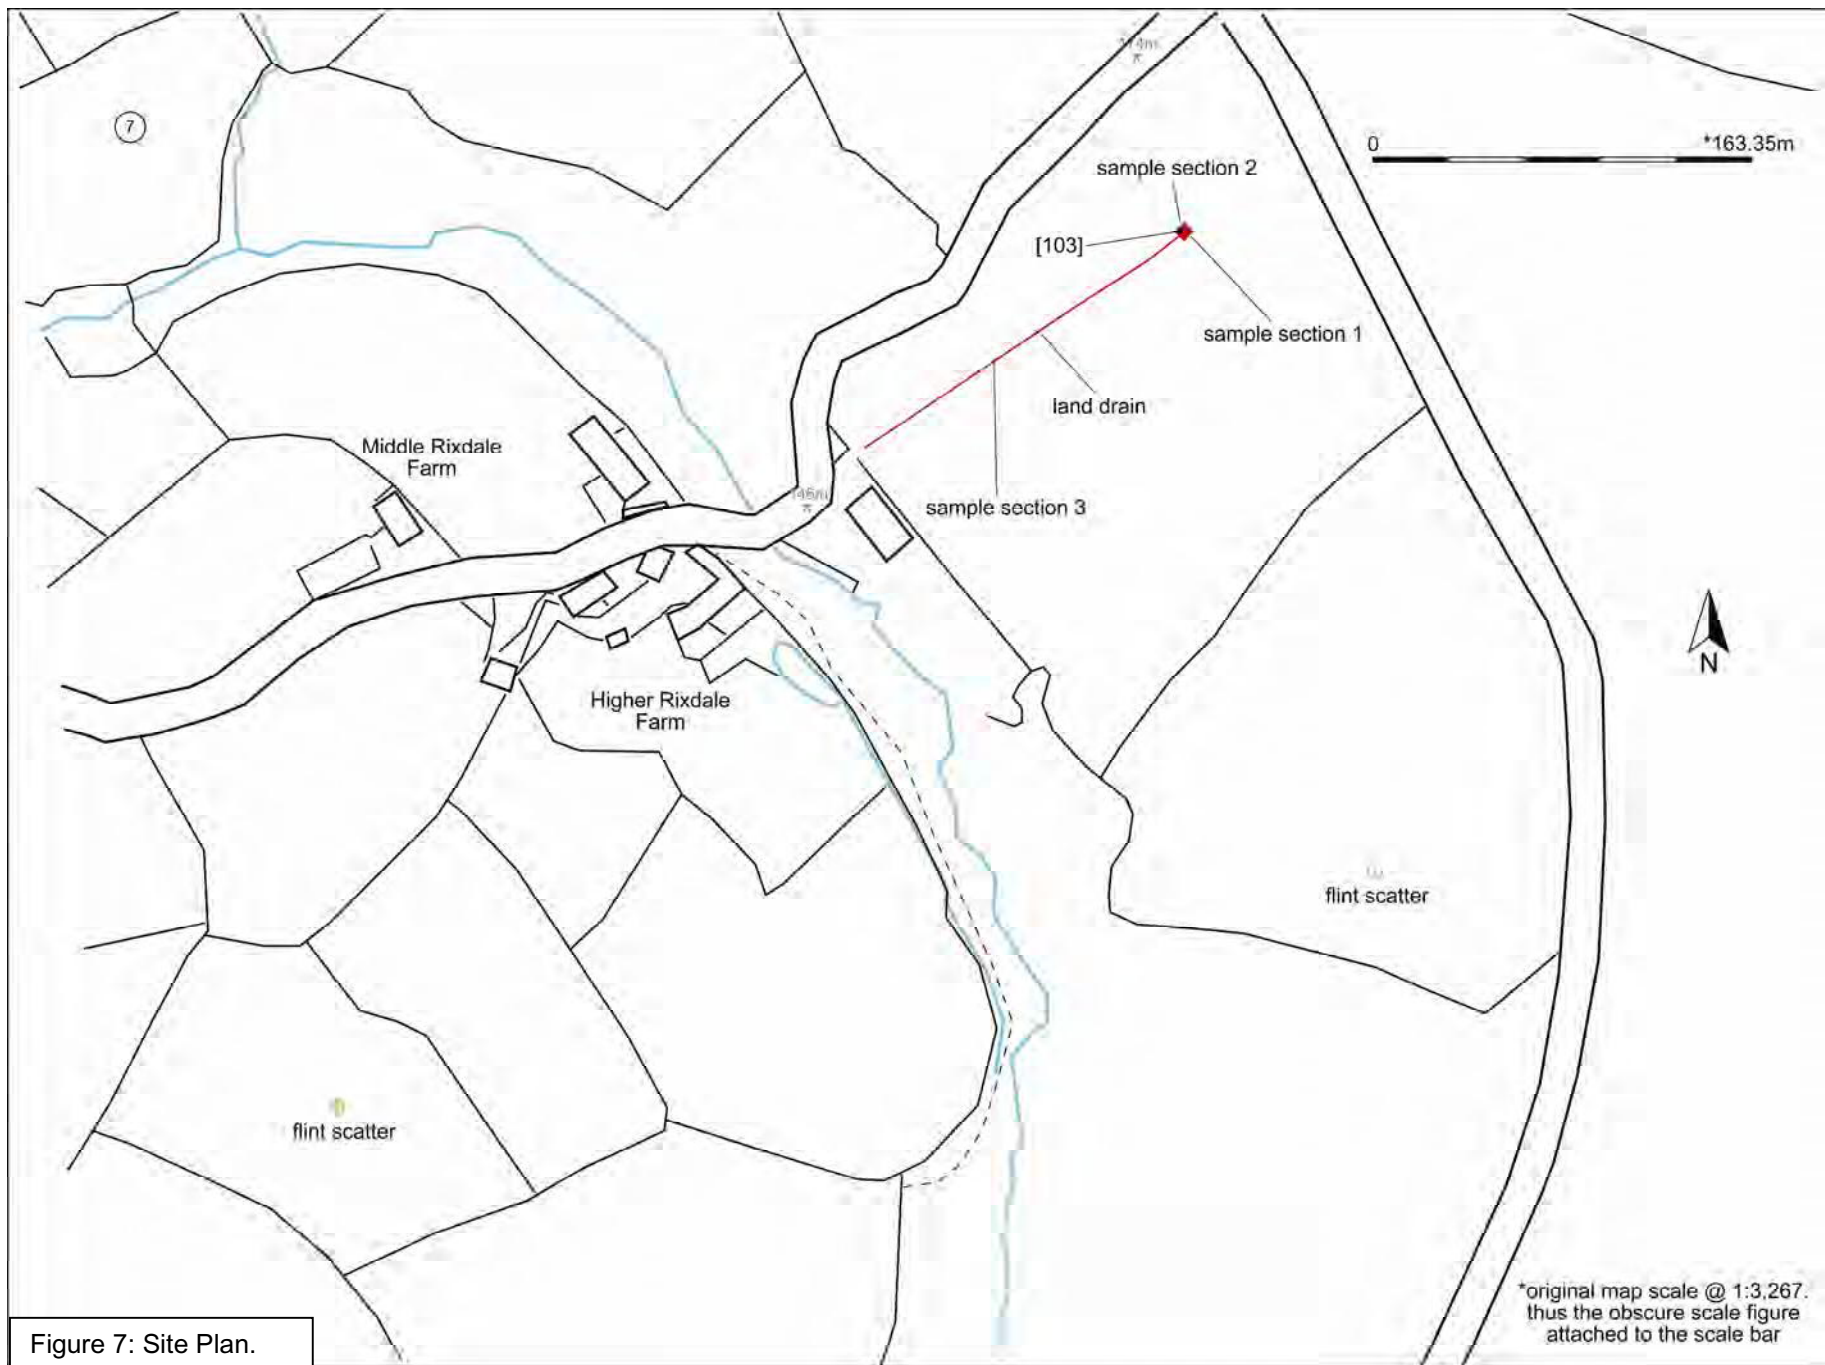 174m
7
0
*163.35m
sample section 2
[103]
sample section 1
land drain
Middle Rixdale
Farm
146m
sample section 3
N
Higher Rixdale
Farm
flint scatter
flint scatter
*original map scale @ 1:3,267.
thus the obscure scale figure
attached to the scale bar
Figure 7: Site Plan.